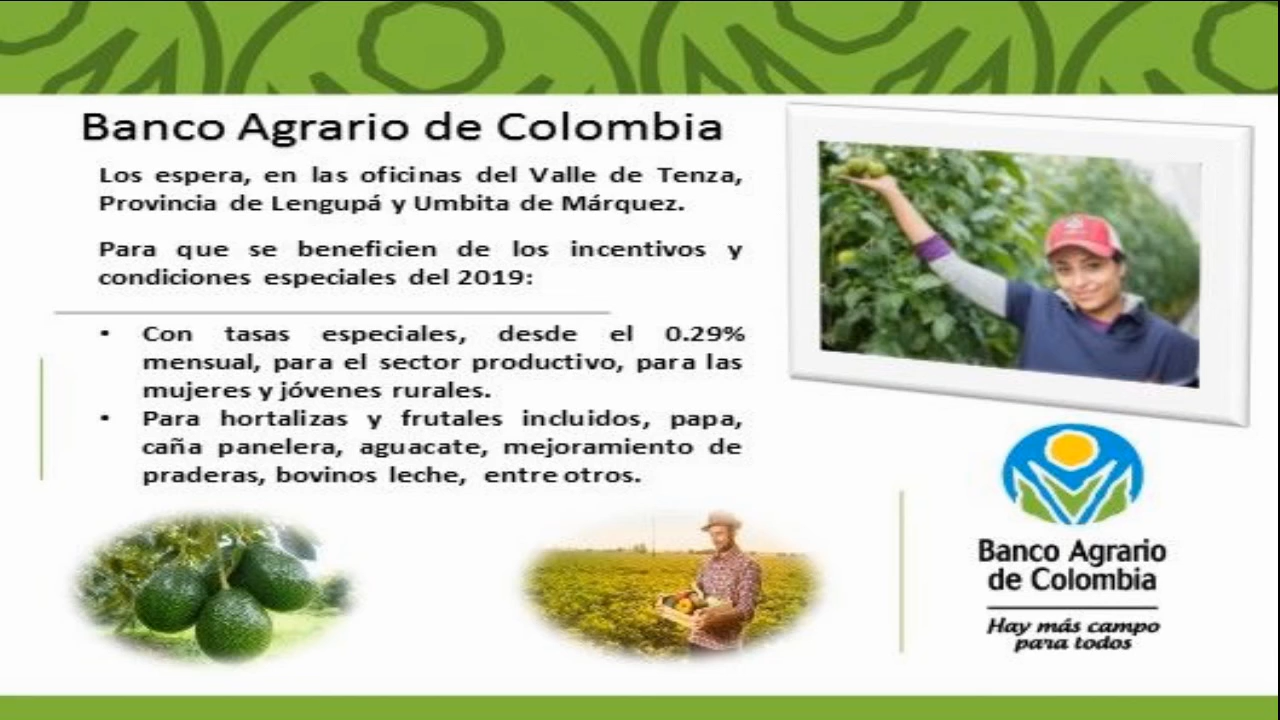 Banco Agrario de Colombia
Los espera, en las oficinas del Valle de Tenza,
Provincia de Lengupá y Umbita de Márquez.
Para que se beneficien de los incentivos y
condiciones especiales del 2019:
• Con tasas especiales, desde el 0.29%
mensual, para el sector productivo, para las
mujeres y jóvenes rurales.
• Para hortalizas y frutales incluidos, papa,
caña panelera, aguacate, mejoramiento de
praderas, bovinos leche, entre otros.
Banco Agrario
de Colombia
Hay más campo
para todos